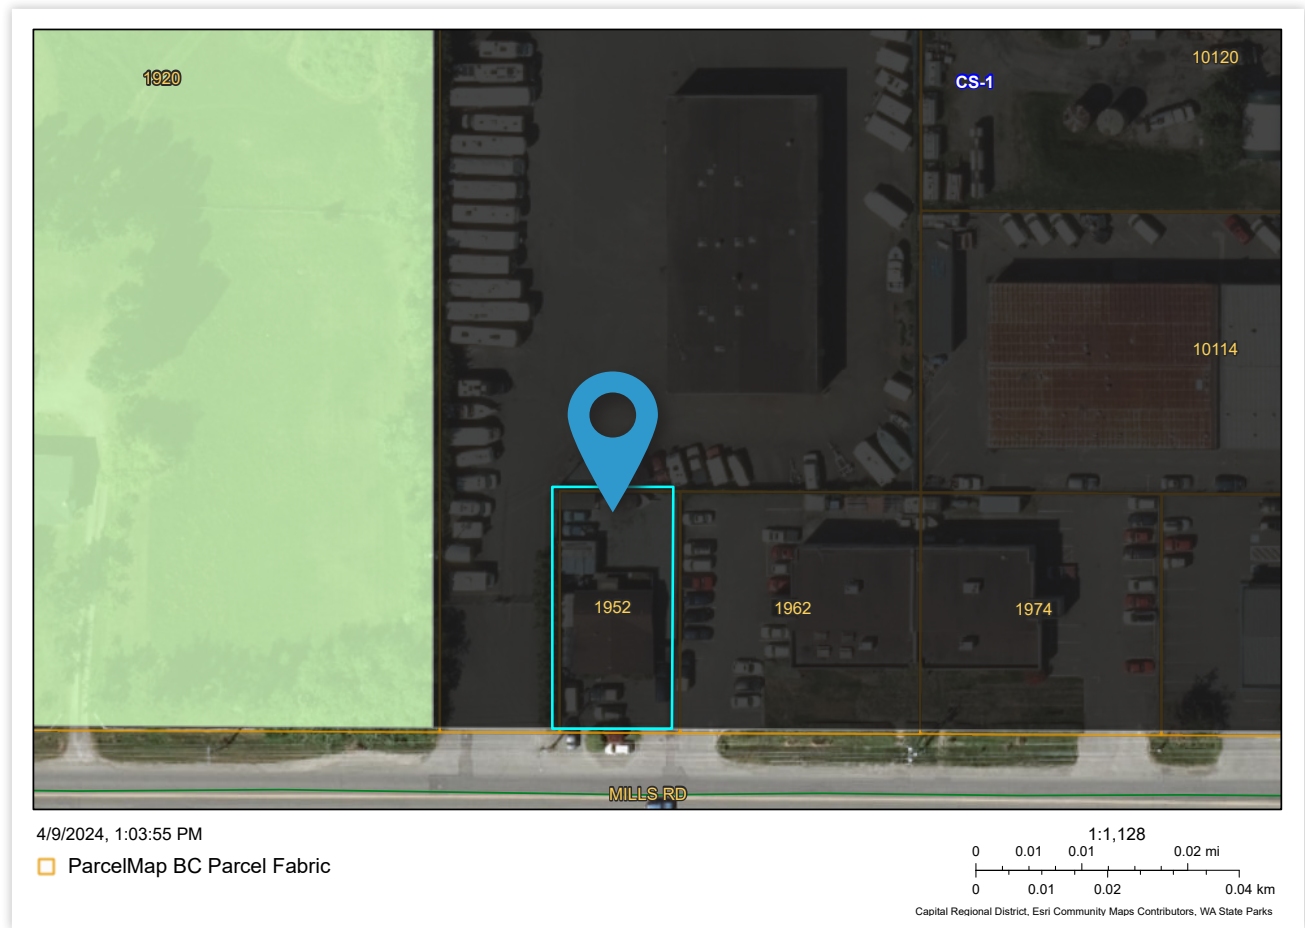 1920
10120
CS-1
10114
1952
1962
1974
MILLS RD
4/9/2024, 1:03:55 PM
ParcelMap BC Parcel Fabric
1:1,128
0 0.01 0.01 0.02 mi
0 0.01 0.02 0.04 km
Capital Regional District, Esri Community Maps Contributors, WA State Parks